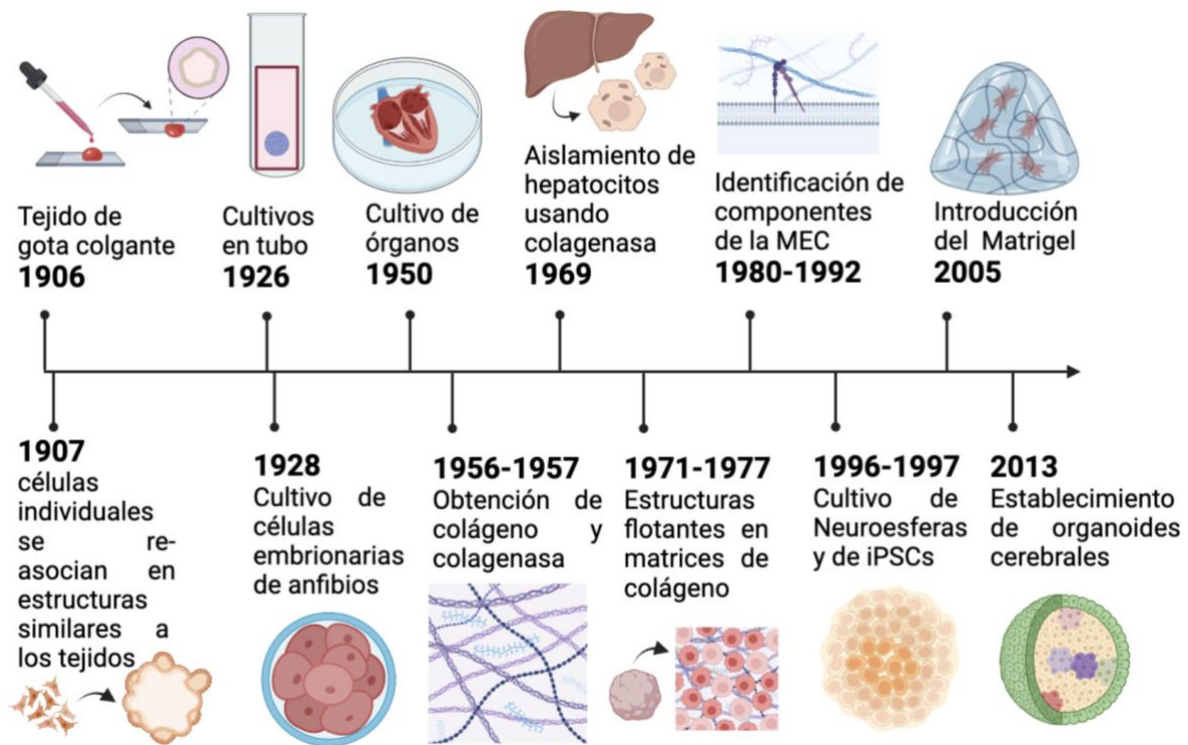 Tejido de
gota colgante
1906
Cultivos
en tubo
1926
Cultivo de
órganos
1950
Aislamiento de
hepatocitos
usando
colagenasa
1969
Identificación de
componentes
de la MEC
1980-1992
Introducción
del Matrigel
2005
1907
células
individuales
se re-
asocian en
estructuras
similares a
los tejidos
1928
Cultivo de
células
embrionarias
de anfibios
1956-1957
Obtención de
colágeno y
colagenasa
1971-1977
Estructuras
flotantes en
matrices de
colágeno
1996-1997
Cultivo de
Neuroesferas
y de iPSCs
2013
Establecimiento
de organoides
cerebrales